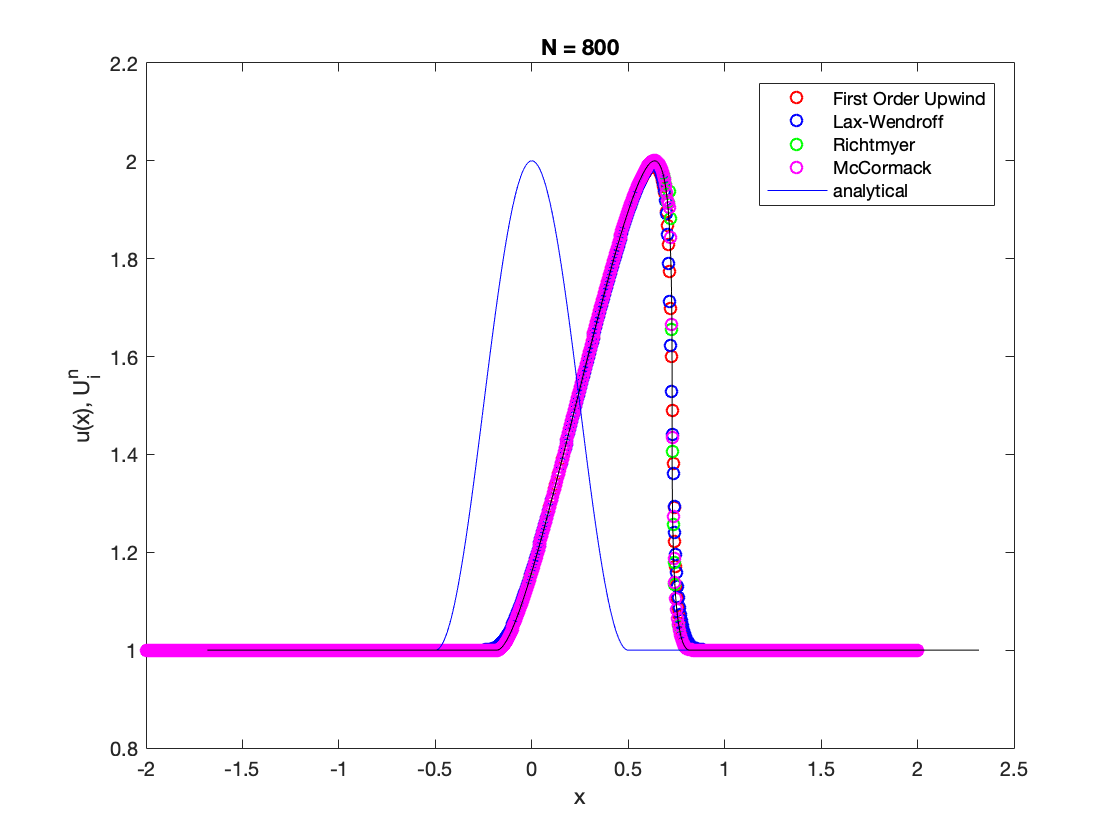 N = 800
2.2
2
1.8
1.6
1.4
1.2
1
0.8
u(x), U_i^n
First Order Upwind
Lax-Wendroff
Richtmyer
McCormack
analytical
-2 -1.5 -1 -0.5 0 0.5 1 1.5 2 2.5
x